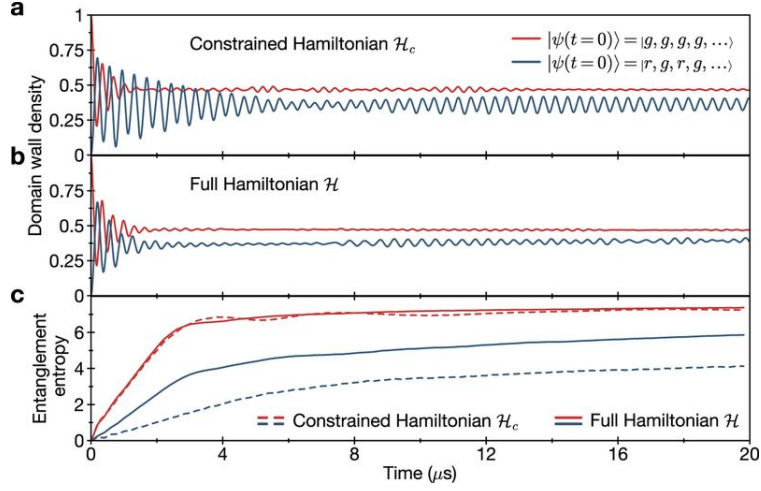 a
1
0.75
0.5
0.25
0
Constrained Hamiltonian ℋc
|ψ(t=0)⟩=|g, g, g, g, …⟩
|ψ(t=0)⟩=|r, g, r, g, …⟩
Domain wall density
b
0.75
0.5
0.25
0
Full Hamiltonian ℋ
c
6
4
2
0
Entanglement
entropy
Constrained Hamiltonian ℋc
Full Hamiltonian ℋ
0 4 8 12 16 20
Time (μs)